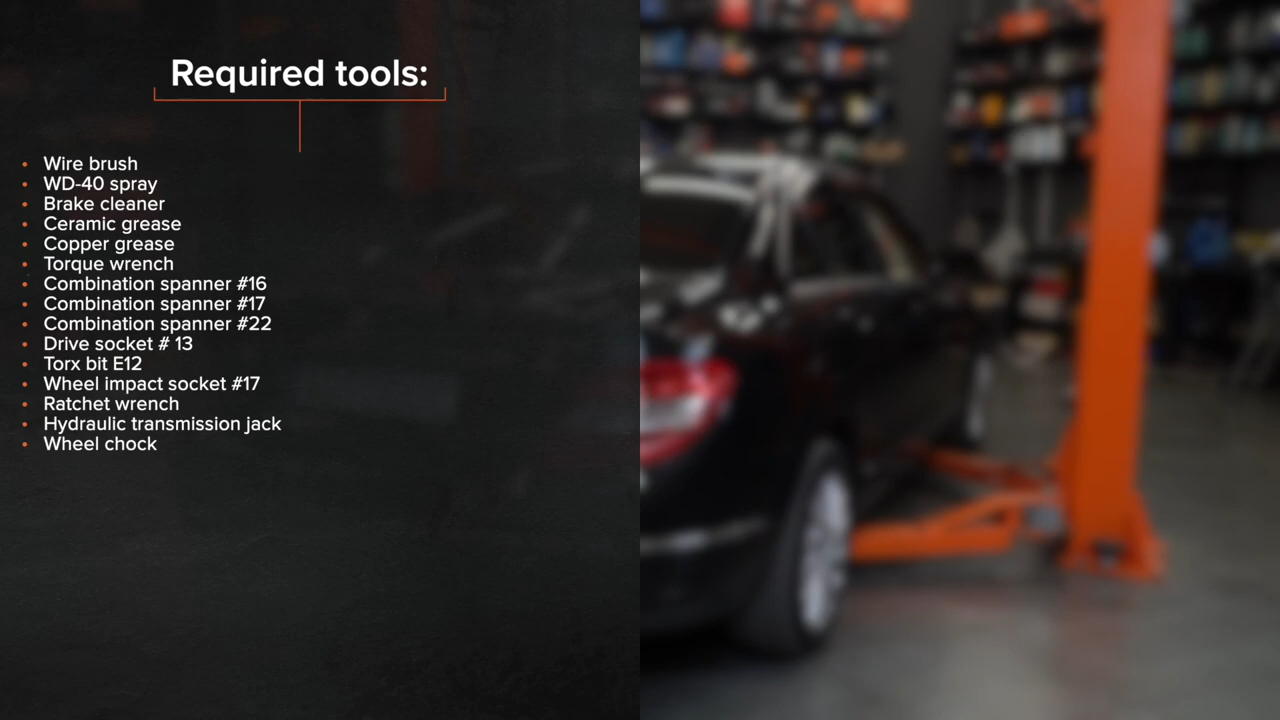 Required tools:
• Wire brush
• WD-40 spray
• Brake cleaner
• Ceramic grease
• Copper grease
• Torque wrench
• Combination spanner #16
• Combination spanner #17
• Combination spanner #22
• Drive socket # 13
• Torx bit E12
• Wheel impact socket #17
• Ratchet wrench
• Hydraulic transmission jack
• Wheel chock